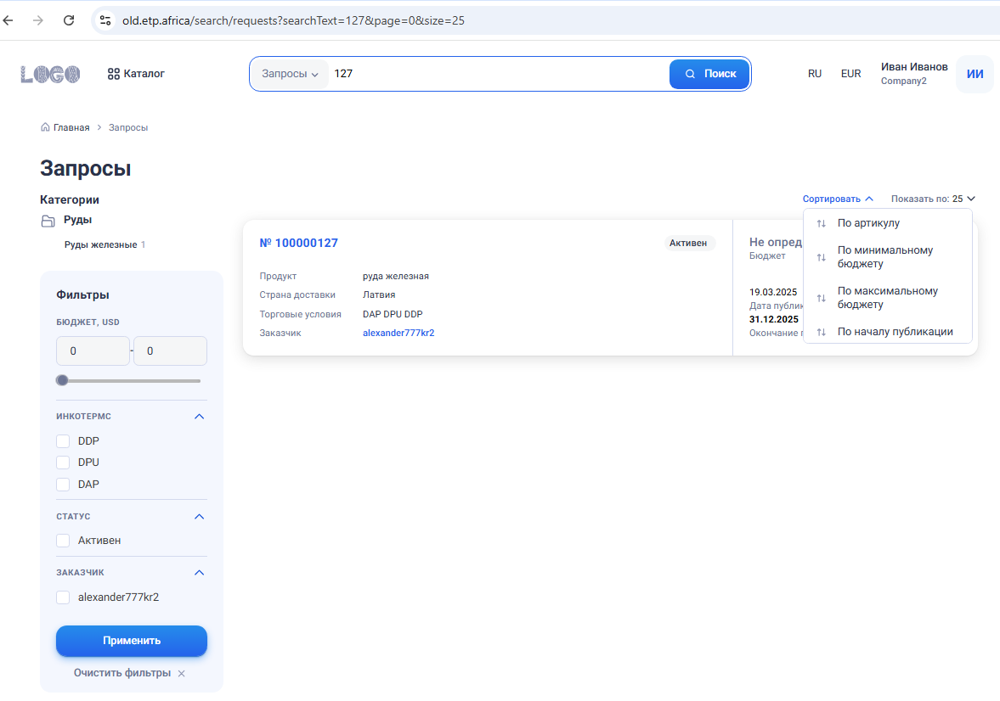 old.etp.africa/search/requests?searchText=127&page=0&size=25
LOGO
Каталог
Запросы
127
Поиск
RU
EUR
Иван Иванов
Company2
ИИ
Главная
Запросы
Запросы
Категории
Руды
Руды железные 1
Фильтры
БЮДЖЕТ, USD
0
-
0
ИНКОТЕРМС
DDP
DPU
DAP
СТАТУС
Активен
ЗАКАЗЧИК
alexander777kr2
Применить
Очистить фильтры
Сортировать
Показать по: 25
По артикулу
По минимальному
бюджету
По максимальному
бюджету
По началу публикации
№ 100000127
Активен
Продукт руда железная
Страна доставки Латвия
Торговые условия DAP DPU DDP
Заказчик alexander777kr2
Не опред
Бюджет
19.03.2025
Дата публик
31.12.2025
Окончание